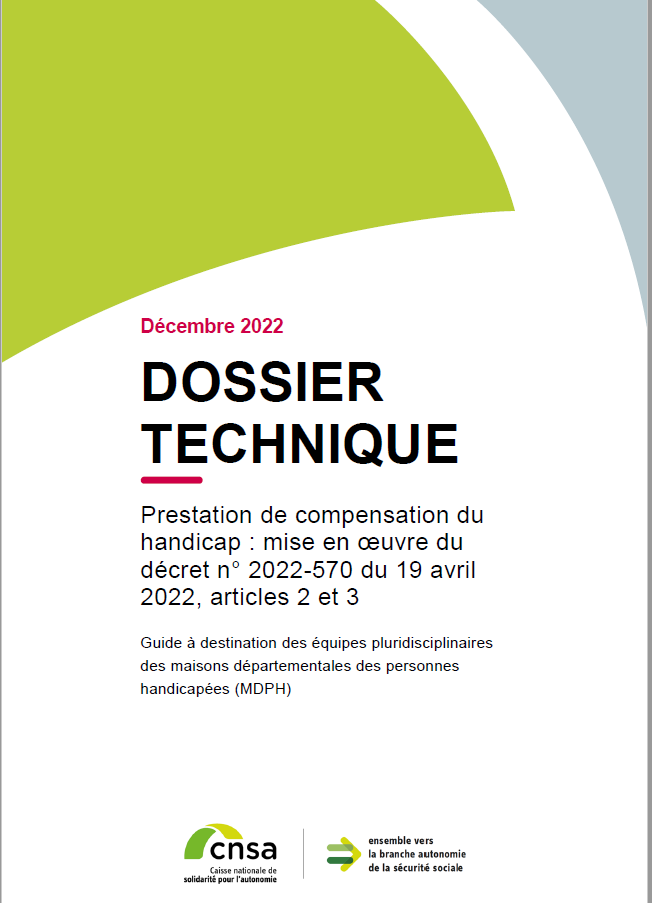 Décembre 2022
DOSSIER
TECHNIQUE
Prestation de compensation du
handicap : mise en œuvre du
décret n° 2022-570 du 19 avril
2022, articles 2 et 3
Guide à destination des équipes pluridisciplinaires
des maisons départementales des personnes
handicapées (MDPH)
cnsa
Caisse nationale de
solidarité pour l'autonomie
ensemble vers
la branche autonomie
de la sécurité sociale